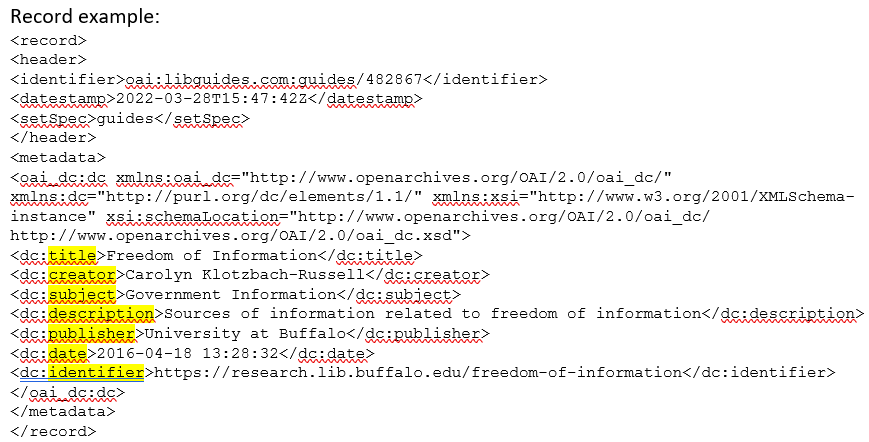 Record example:
<record>
<header>
<identifier>oai:libguides.com:guides/482867</identifier>
<datestamp>2022-03-28T15:47:42Z</datestamp>
<setSpec>guides</setSpec>
</header>
<metadata>
<oai_dc:dc xmlns:oai_dc="http://www.openarchives.org/OAI/2.0/oai_dc/"
xmlns:dc="http://purl.org/dc/elements/1.1/" xmlns:xsi="http://www.w3.org/2001/XMLSchema-
instance" xsi:schemaLocation="http://www.openarchives.org/OAI/2.0/oai_dc/
http://www.openarchives.org/OAI/2.0/oai_dc.xsd">
<dc:title>Freedom of Information</dc:title>
<dc:creator>Carolyn Klotzbach-Russell</dc:creator>
<dc:subject>Government Information</dc:subject>
<dc:description>Sources of information related to freedom of information</dc:description>
<dc:publisher>University at Buffalo</dc:publisher>
<dc:date>2016-04-18 13:28:32</dc:date>
<dc:identifier>https://research.lib.buffalo.edu/freedom-of-information</dc:identifier>
</oai_dc:dc>
</metadata>
</record>